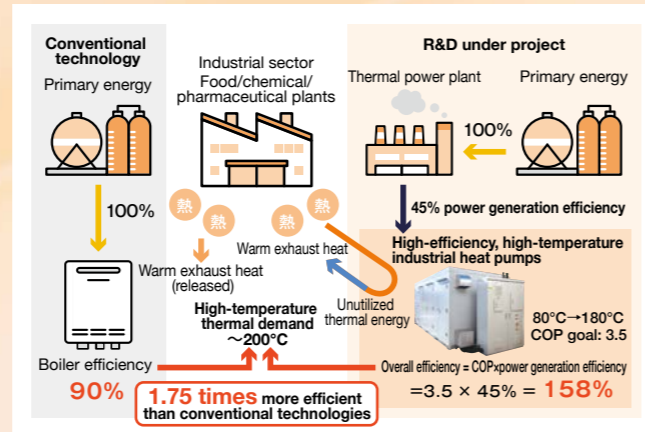 Conventional
technology
Primary energy
100%
Boiler efficiency
90%
Industrial sector
Food/chemical/
pharmaceutical plants
熱
熱
熱
熱
Warm exhaust heat
(released)
Warm exhaust heat
Unutilized
thermal energy
High-temperature
thermal demand
～200°C
R&D under project
Thermal power plant
Primary energy
100%
45% power generation efficiency
High-efficiency, high-temperature
industrial heat pumps
80°C→180°C
COP goal: 3.5
Overall efficiency = COP×power generation efficiency
=3.5 × 45% = 158%
1.75 times more efficient
than conventional technologies